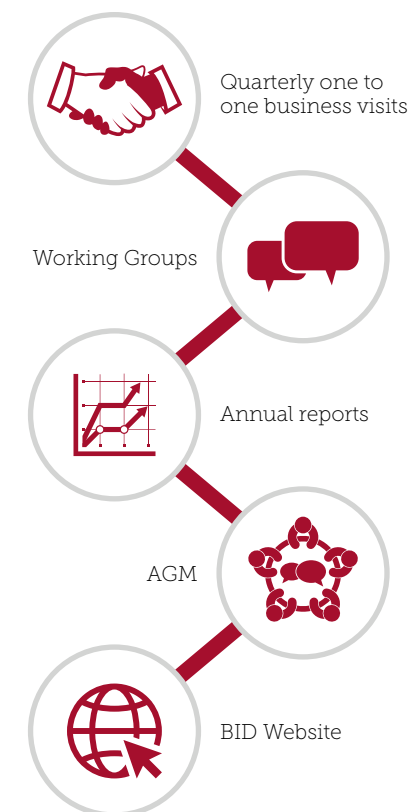 Quarterly one to
one business visits
Working Groups
Annual reports
AGM
BID Website